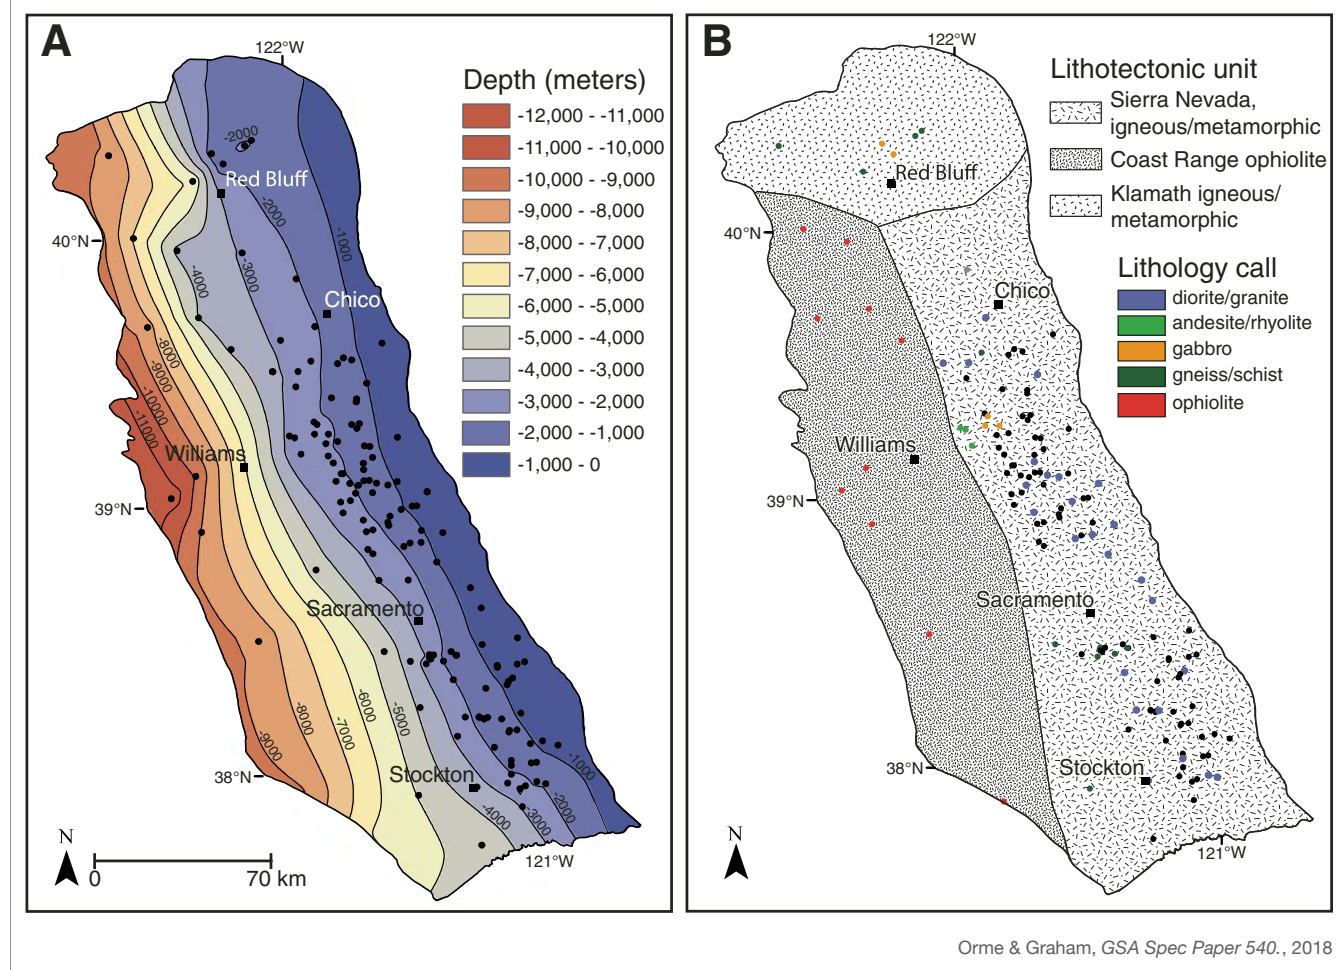 A
122°W
Depth (meters)
-12,000 - -11,000
-11,000 - -10,000
-10,000 - -9,000
-9,000 - -8,000
-8,000 - -7,000
-7,000 - -6,000
-6,000 - -5,000
-5,000 - -4,000
-4,000 - -3,000
-3,000 - -2,000
-2,000 - -1,000
-1,000 - 0
-2000
Red Bluff
-2000
-1000
40°N
-3000
-4000
Chico
-8000
-9000
-10000
-11000
Williams
39°N
Sacramento
-6000
-5000
-8000
-7000
-9000
38°N
Stockton
-1000
-2000
-3000
-4000
121°W
N
0
70 km
B
122°W
Lithotectonic unit
Sierra Nevada,
igneous/metamorphic
Coast Range ophiolite
Klamath igneous/
metamorphic
Lithology call
diorite/granite
andesite/rhyolite
gabbro
gneiss/schist
ophiolite
Red Bluff
40°N
Chico
Williams
39°N
Sacramento
38°N
Stockton
121°W
N
Orme & Graham, GSA Spec Paper 540., 2018